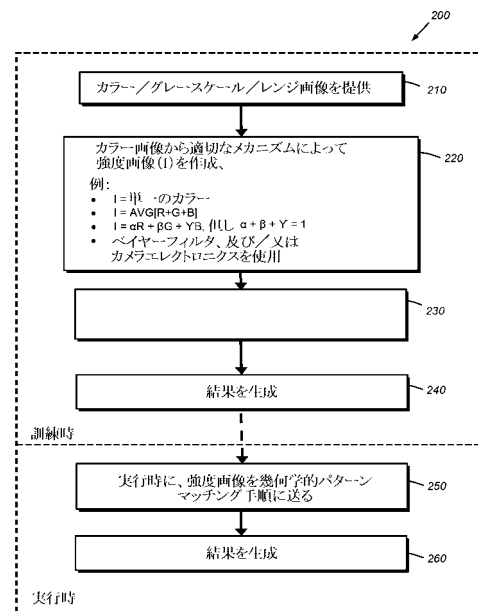 200
カラー／グレースケール／レンジ画像を提供
210
カラー画像から適切なメカニズムによって
強度画像（I）を作成、
例：
• I = 単一のカラー
• I = AVG[R+G+B]
• I = αR + βG + ϒB, 但し α + β + ϒ = 1
• ベイヤーフィルタ、及び／又は
カメラエレクトロニクスを使用
220
230
結果を生成
240
訓練時
実行時に、強度画像を幾何学的パターン
マッチング手順に送る
250
結果を生成
260
実行時